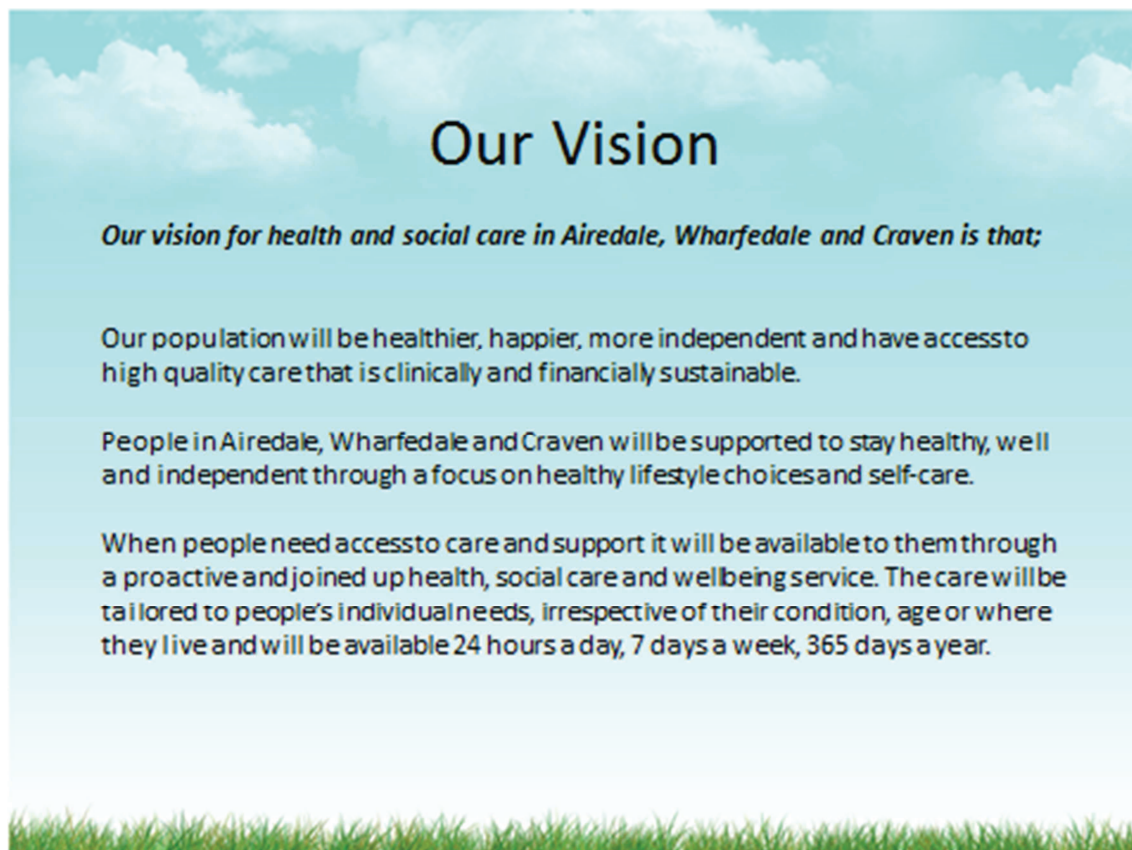 Our Vision
Our vision for health and social care in Airedale, Wharfedale and Craven is that;
Our population will be healthier, happier, more independent and have access to
high quality care that is clinically and financially sustainable.
People in Airedale, Wharfedale and Craven will be supported to stay healthy, well
and independent through a focus on healthy lifestyle choices and self-care.
When people need access to care and support it will be available to them through
a proactive and joined up health, social care and wellbeing service. The care will be
tailored to people’s individual needs, irrespective of their condition, age or where
they live and will be available 24 hours a day, 7 days a week, 365 days a year.